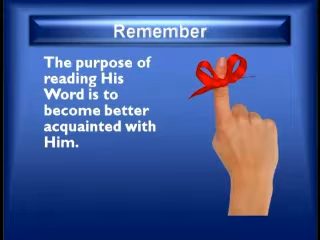 Remember
The purpose of
reading His
Word is to
become better
acquainted with
Him.